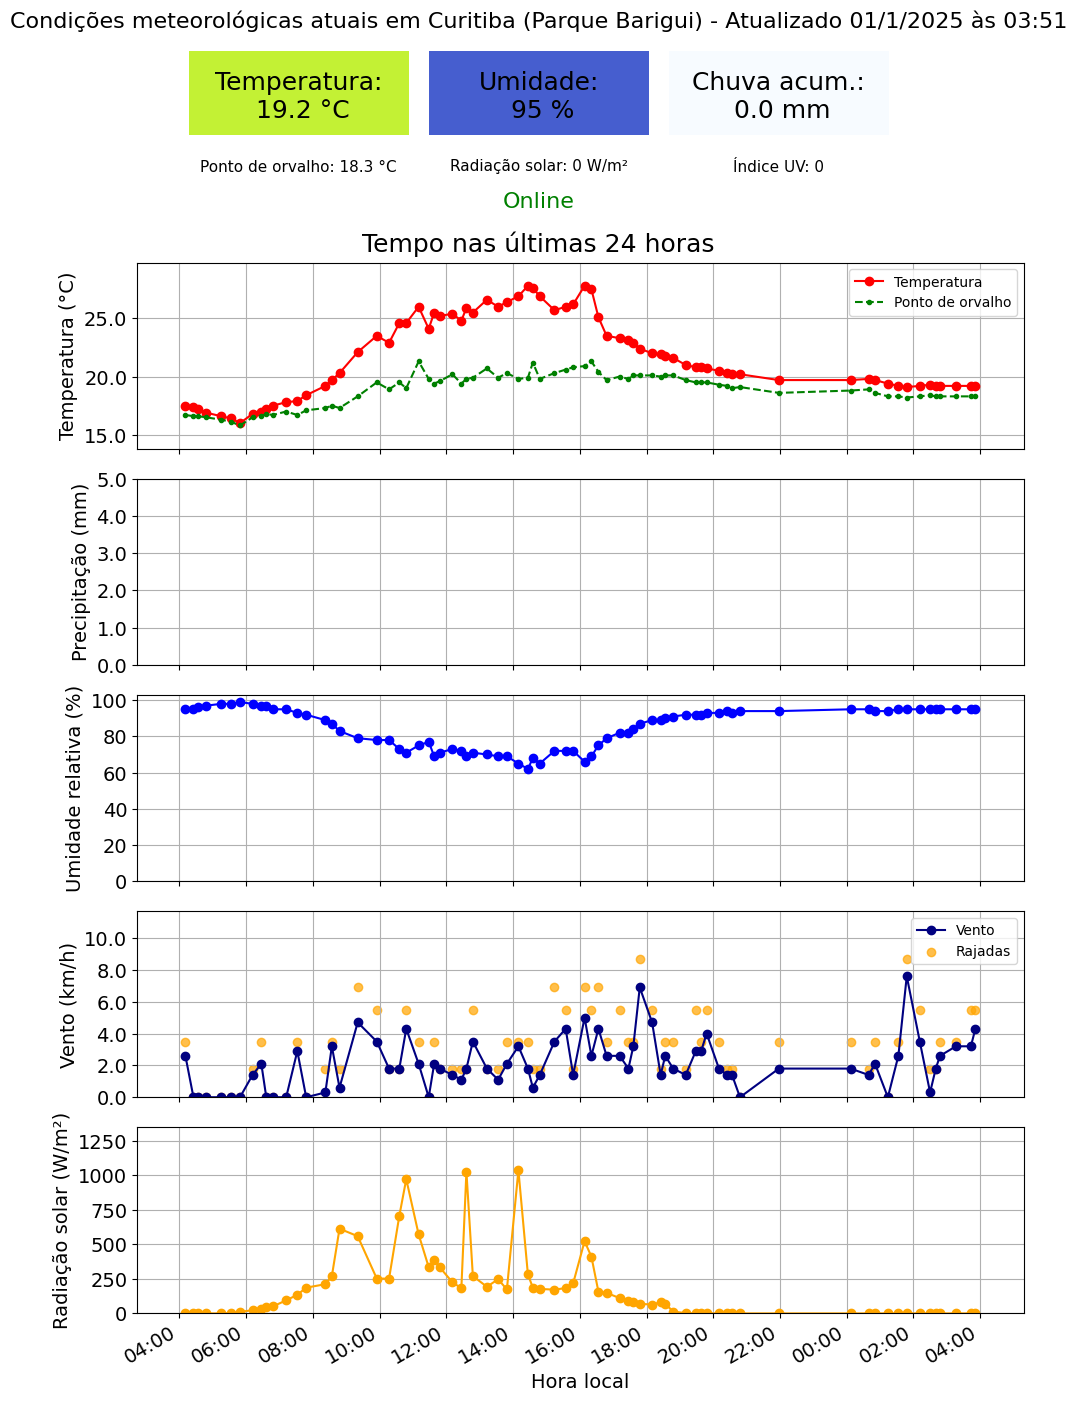 Condições meteorológicas atuais em Curitiba (Parque Barigui) - Atualizado 01/1/2025 às 03:51
Temperatura:
19.2 °C
Umidade:
95 %
Chuva acum.:
0.0 mm
Ponto de orvalho: 18.3 °C
Radiação solar: 0 W/m²
Índice UV: 0
Online
Tempo nas últimas 24 horas
Temperatura (°C)
25.0
20.0
15.0
Temperatura
Ponto de orvalho
Precipitação (mm)
5.0
4.0
3.0
2.0
1.0
0.0
Umidade relativa (%)
100
80
60
40
20
0
Vento (km/h)
10.0
8.0
6.0
4.0
2.0
0.0
Vento
Rajadas
Radiação solar (W/m²)
1250
1000
750
500
250
0
04:00 06:00 08:00 10:00 12:00 14:00 16:00 18:00 20:00 22:00 00:00 02:00 04:00
Hora local